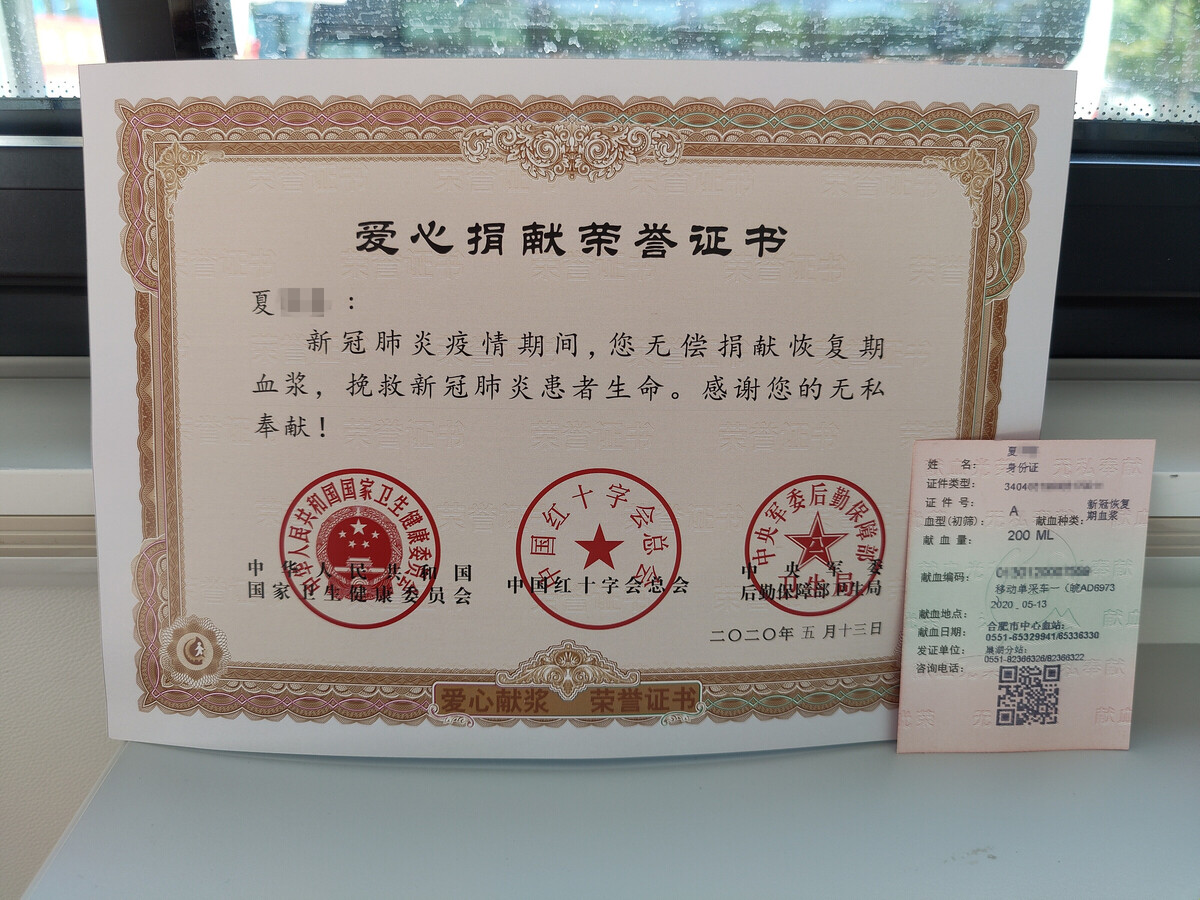 爱心捐献荣誉证书
夏
：
新冠肺炎疫情期间，您无偿捐献恢复期
血浆，挽救新冠肺炎患者生命。感谢您的无私
奉献！
中华人民共和国国家卫生健康委员会
中国红十字会总会
中央军委后勤保障部
卫生局
中华人民共和国
国家卫生健康委员会
中国红十字会总会
中央军委
后勤保障部卫生局
二〇二〇年 五 月十三日
爱心献浆 荣誉证书
夏
姓 名：
身份证
证件类型：
3404
证 件 号：
A
新冠恢复
期血浆
血型(初筛)：
献血种类：
献 血 量：
200 ML
献血编码：
移动单采车一（皖AD6973
献血地点：
2020 - 05-13
献血日期：
合肥市中心血站：
0551-65329941/65336330
发证单位：
巢湖分站：
0551-82366326/82366322
咨询电话：